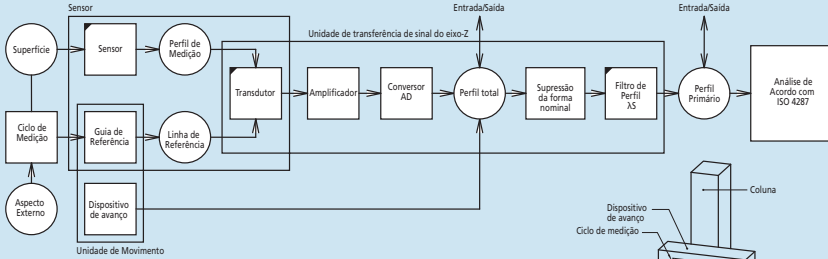 Sensor
Entrada/Saída
Entrada/Saída
Unidade de transferência de sinal do eixo-Z
Superfície
Sensor
Perfil de
Medição
Transdutor
Amplificador
Conversor
AD
Perfil total
Supressão
da forma
nominal
Filtro de
Perfil
λS
Perfil
Primário
Análise de
Acordo com
ISO 4287
Ciclo de
Medição
Guia de
Referência
Linha de
Referência
Aspecto
Externo
Dispositivo
de avanço
Unidade de Movimento
Coluna
Dispositivo
de avanço
Ciclo de medição